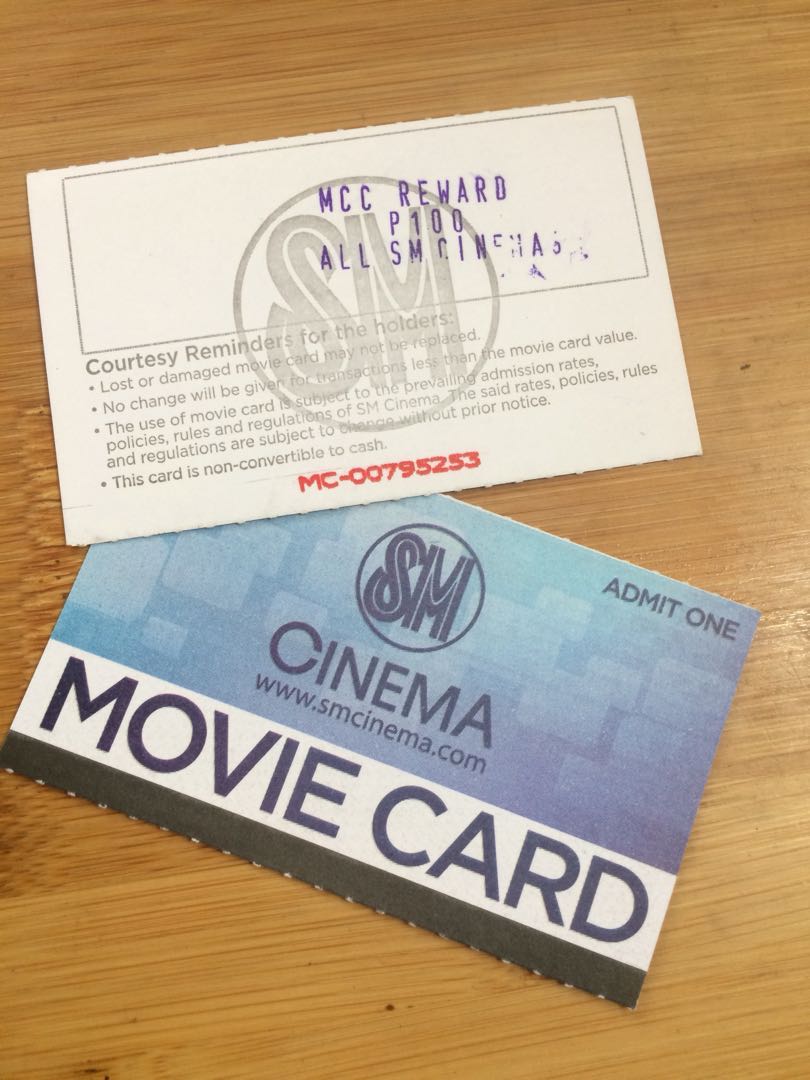 MCC REWARD
P100
ALL SM CINEMAS
SM
Courtesy Reminders for the holders:
• Lost or damaged movie card may not be replaced.
• No change will be given for transactions less than the movie card value.
• The use of movie card is subject to the prevailing admission rates,
policies, rules and regulations of SM Cinema. The said rates, policies, rules
and regulations are subject to change without prior notice.
• This card is non-convertible to cash.
MC-00795253
SM
ADMIT ONE
CINEMA
www.smcinema.com
MOVIE CARD